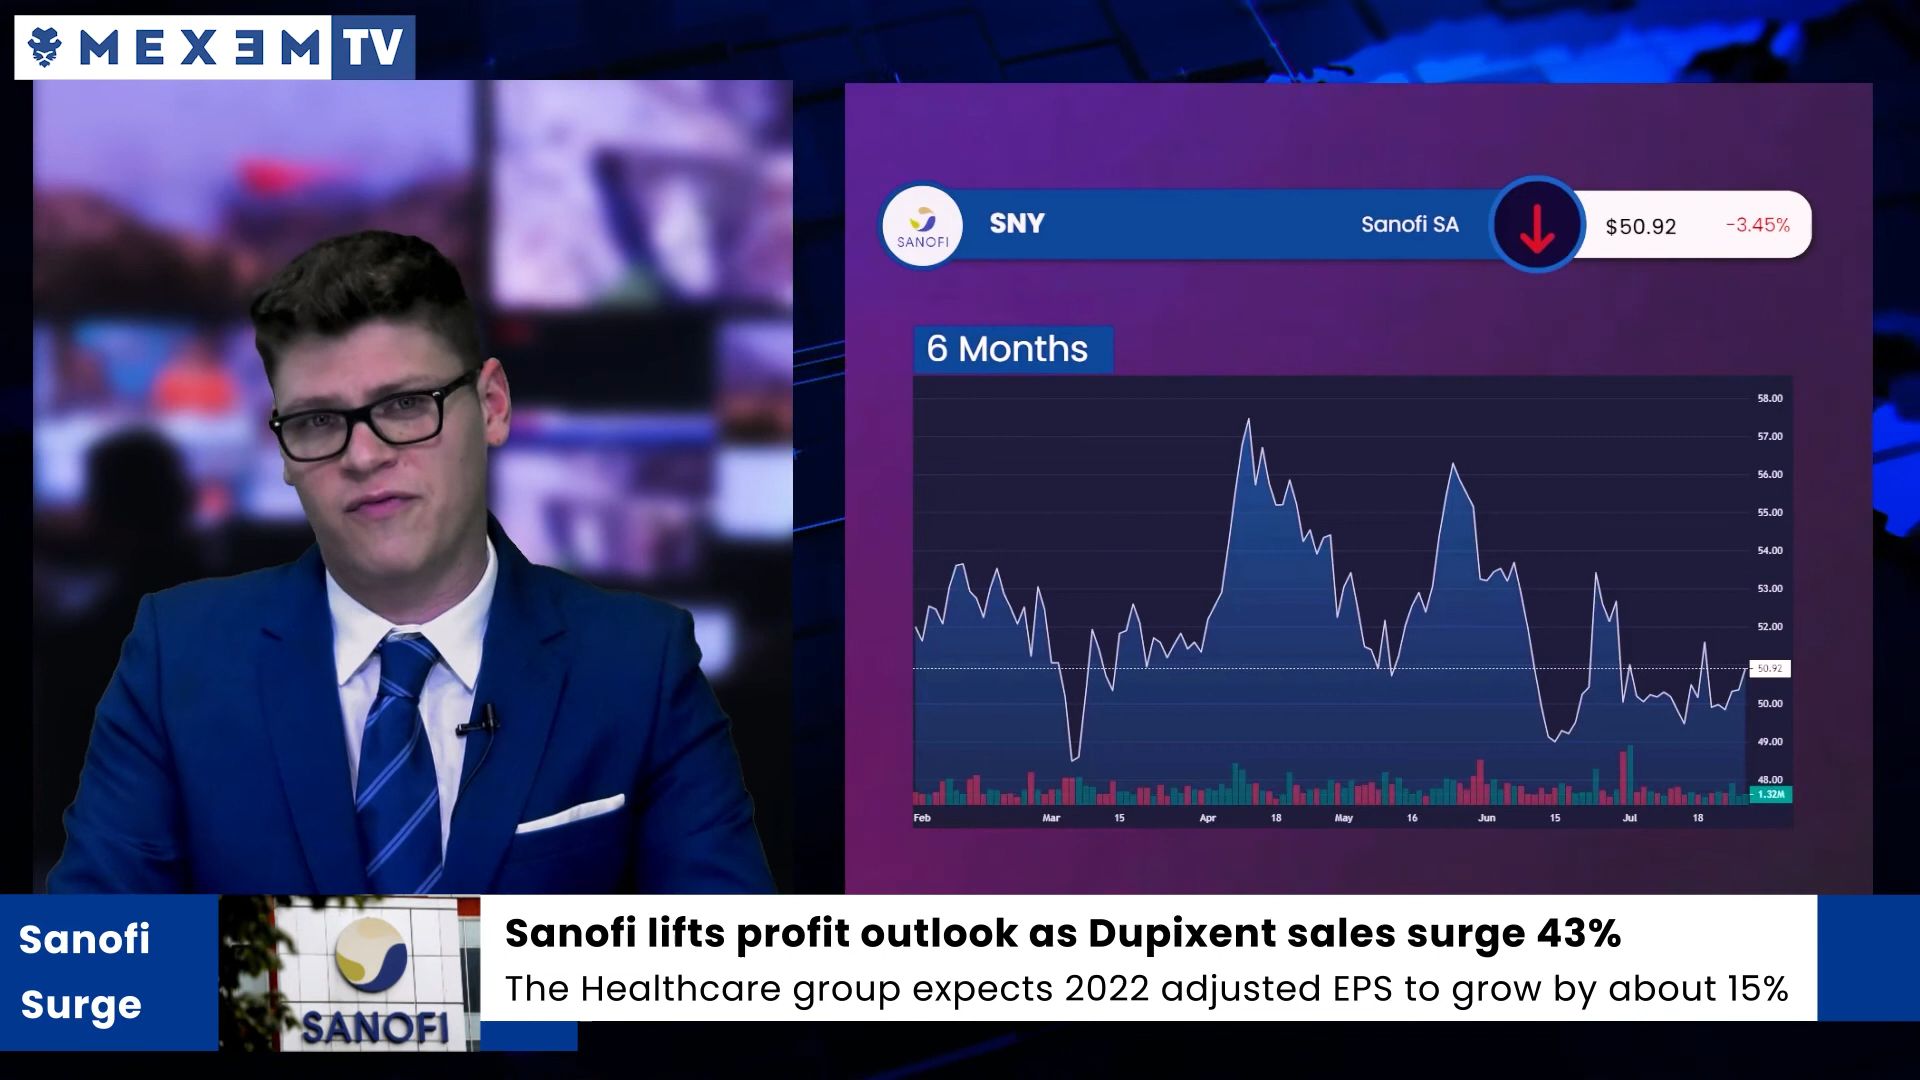 MEXEM TV
SANOFI
SNY
Sanofi SA
$50.92
-3.45%
6 Months
58.00
57.00
56.00
55.00
54.00
53.00
52.00
50.92
50.00
49.00
48.00
1.32M
Feb Mar 15 Apr 18 May 16 Jun 15 Jul 18
Sanofi
Surge
SANOFI
Sanofi lifts profit outlook as Dupixent sales surge 43%
The Healthcare group expects 2022 adjusted EPS to grow by about 15%